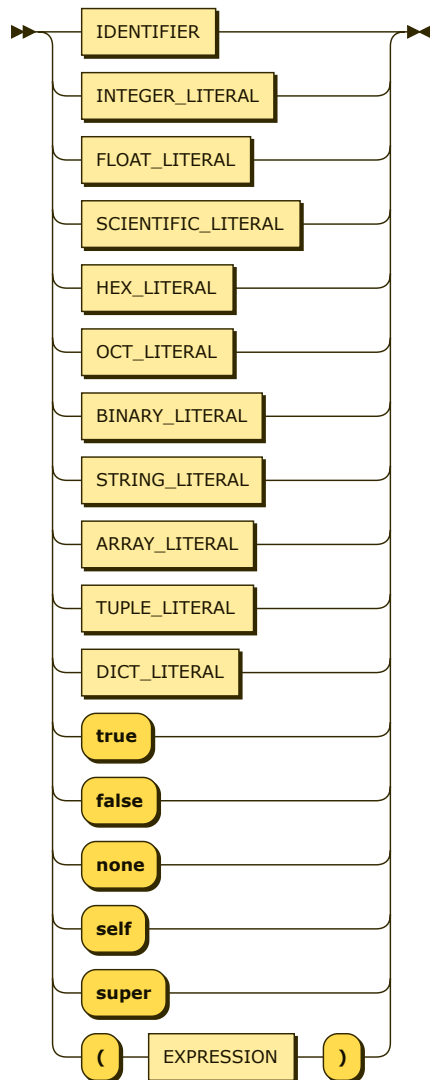 IDENTIFIER
INTEGER_LITERAL
FLOAT_LITERAL
SCIENTIFIC_LITERAL
HEX_LITERAL
OCT_LITERAL
BINARY_LITERAL
STRING_LITERAL
ARRAY_LITERAL
TUPLE_LITERAL
DICT_LITERAL
true
false
none
self
super
( EXPRESSION )